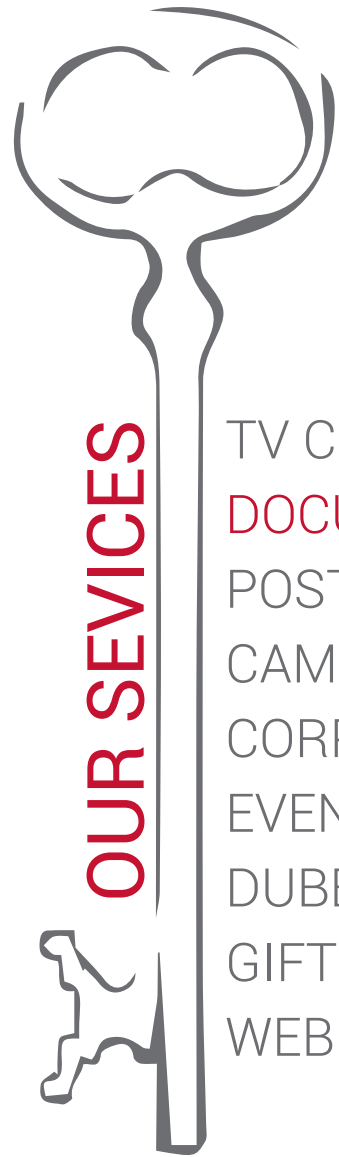 OUR SEVICES
TV C
DOCU
POST
CAM
CORP
EVEN
DUBB
GIFT
WEB